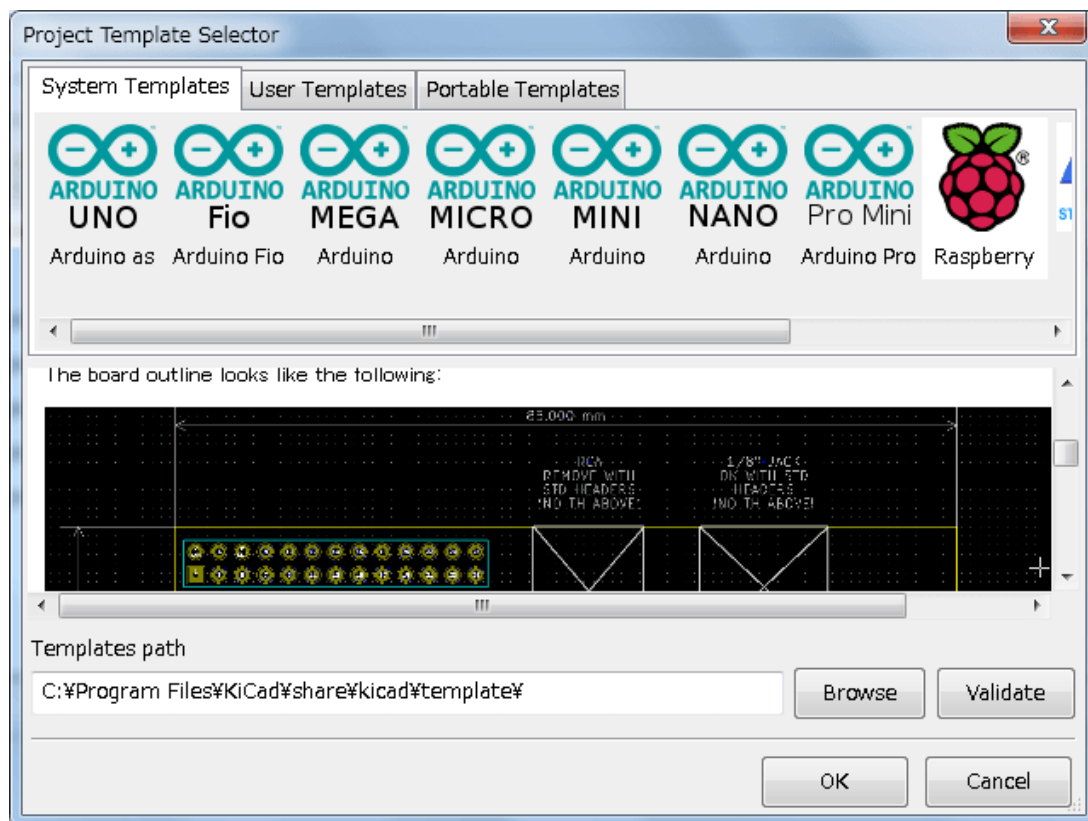 Project Template Selector
System Templates User Templates Portable Templates
ARDUINO ARDUINO ARDUINO ARDUINO ARDUINO ARDUINO ARDUINO
UNO Fio MEGA MICRO MINI NANO Pro Mini
Arduino as Arduino Fio Arduino Arduino Arduino Arduino Arduino Pro Raspberry
The board outline looks like the following:
85.000 mm
RCA 1/8" JACK
REMOVE WITH OK WITH STD
STD HEADERS HEADERS
(NO TH ABOVE) (NO TH ABOVE)
Templates path
C:¥Program Files¥KiCad¥share¥kicad¥template¥ Browse Validate
OK Cancel